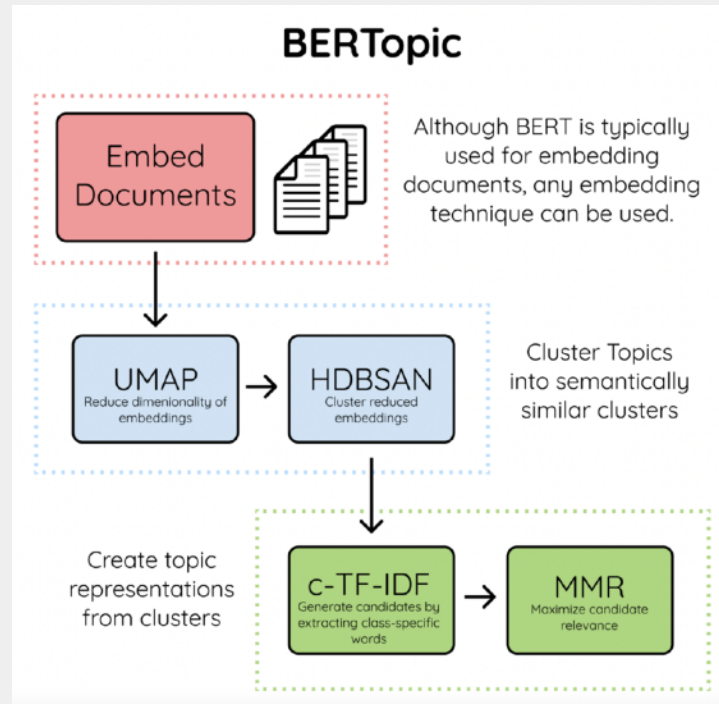 BERTopic
Embed
Documents
Although BERT is typically
used for embedding
documents, any embedding
technique can be used.
UMAP
Reduce dimenionality of
embeddings
HDBSAN
Cluster reduced
embeddings
Cluster Topics
into semantically
similar clusters
Create topic
representations
from clusters
c-TF-IDF
Generate candidates by
extracting class-specific
words
MMR
Maximize candidate
relevance